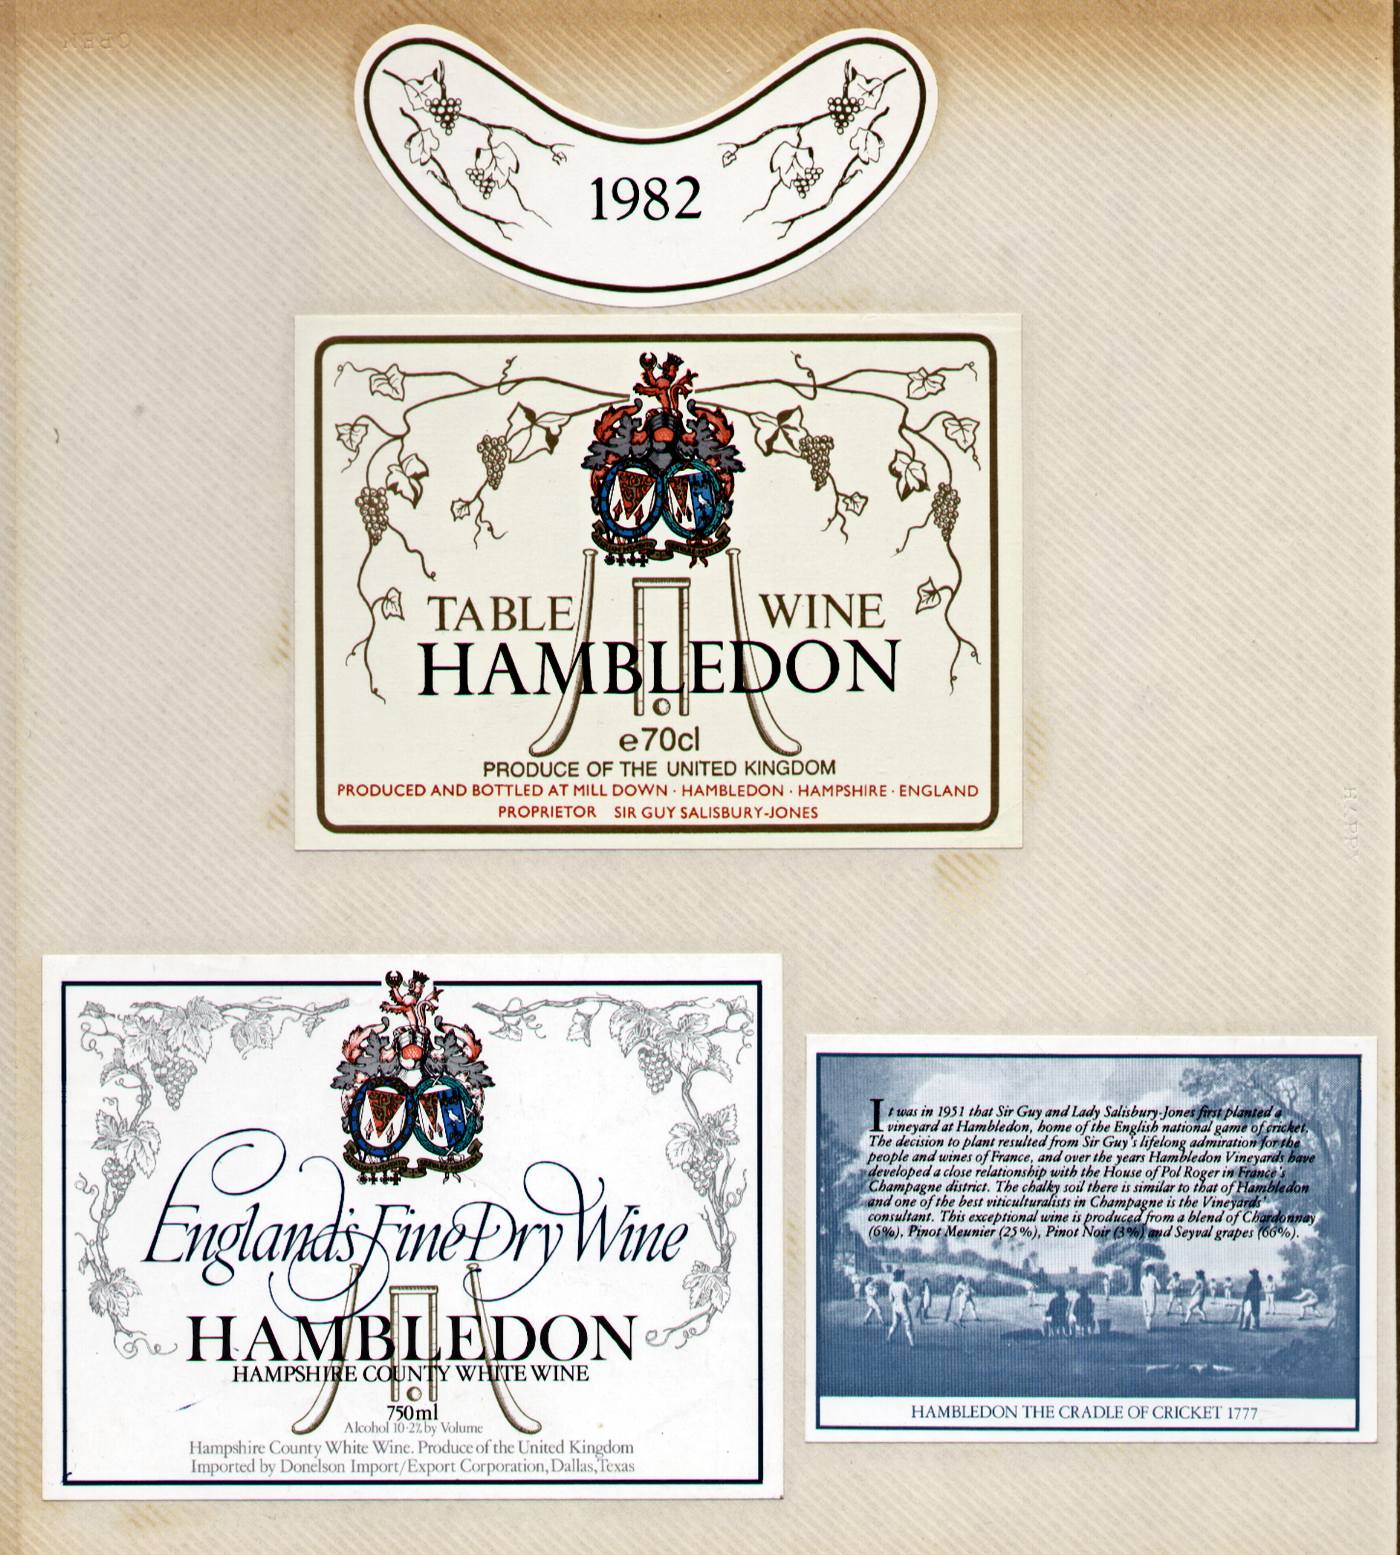 1982
TABLE WINE
HAMBLEDON
e70cl
PRODUCE OF THE UNITED KINGDOM
PRODUCED AND BOTTLED AT MILL DOWN · HAMBLEDON · HAMPSHIRE · ENGLAND
PROPRIETOR SIR GUY SALISBURY-JONES
England's Fine Dry Wine
HAMBLEDON
HAMPSHIRE COUNTY WHITE WINE
750ml
Alcohol 10·2% by Volume
Hampshire County White Wine. Produce of the United Kingdom
Imported by Donelson Import/Export Corporation, Dallas, Texas
It was in 1951 that Sir Guy and Lady Salisbury-Jones first planted a
vineyard at Hambledon, home of the English national game of cricket.
The decision to plant resulted from Sir Guy's lifelong admiration for the
people and wines of France, and over the years Hambledon Vineyards have
developed a close relationship with the House of Pol Roger in France's
Champagne district. The chalky soil there is similar to that of Hambledon
and one of the best viticulturalists in Champagne is the Vineyards'
consultant. This exceptional wine is produced from a blend of Chardonnay
(6%), Pinot Meunier (25%), Pinot Noir (3%) and Seyval grapes (66%).
HAMBLEDON THE CRADLE OF CRICKET 1777